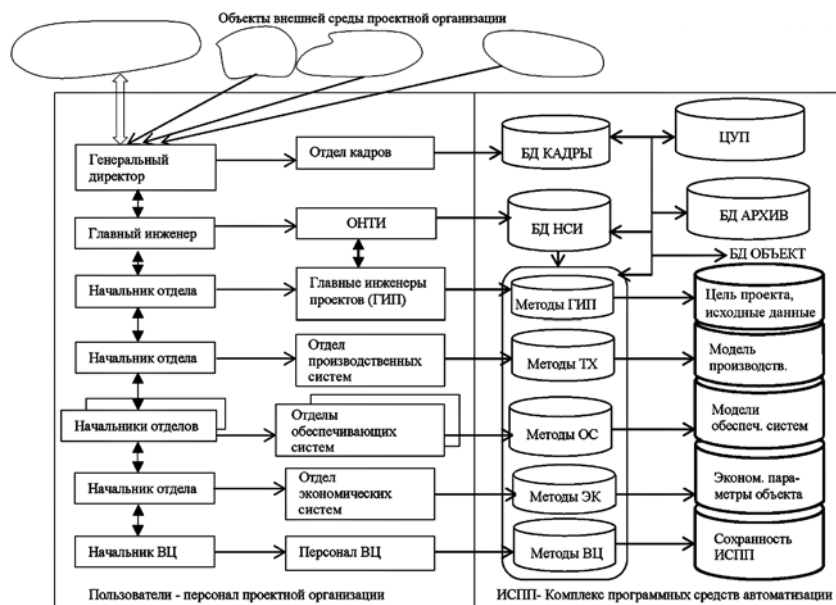 Объекты внешней среды проектной организации
Генеральный
директор
Отдел кадров
БД КАДРЫ
ЦУП
Главный инженер
ОНТИ
БД НСИ
БД АРХИВ
БД ОБЪЕКТ
Начальник отдела
Главные инженеры
проектов (ГИП)
Методы ГИП
Цель проекта,
исходные данные
Начальник отдела
Отдел
производственных
систем
Методы ТХ
Модель
производств.
Начальники отделов
Отделы
обеспечивающих
систем
Методы ОС
Модели
обеспеч. систем
Начальник отдела
Отдел
экономических
систем
Методы ЭК
Эконом. пара-
метры объекта
Начальник ВЦ
Персонал ВЦ
Методы ВЦ
Сохранность
ИСПП
Пользователи - персонал проектной организации
ИСПП- Комплекс программных средств автоматизации